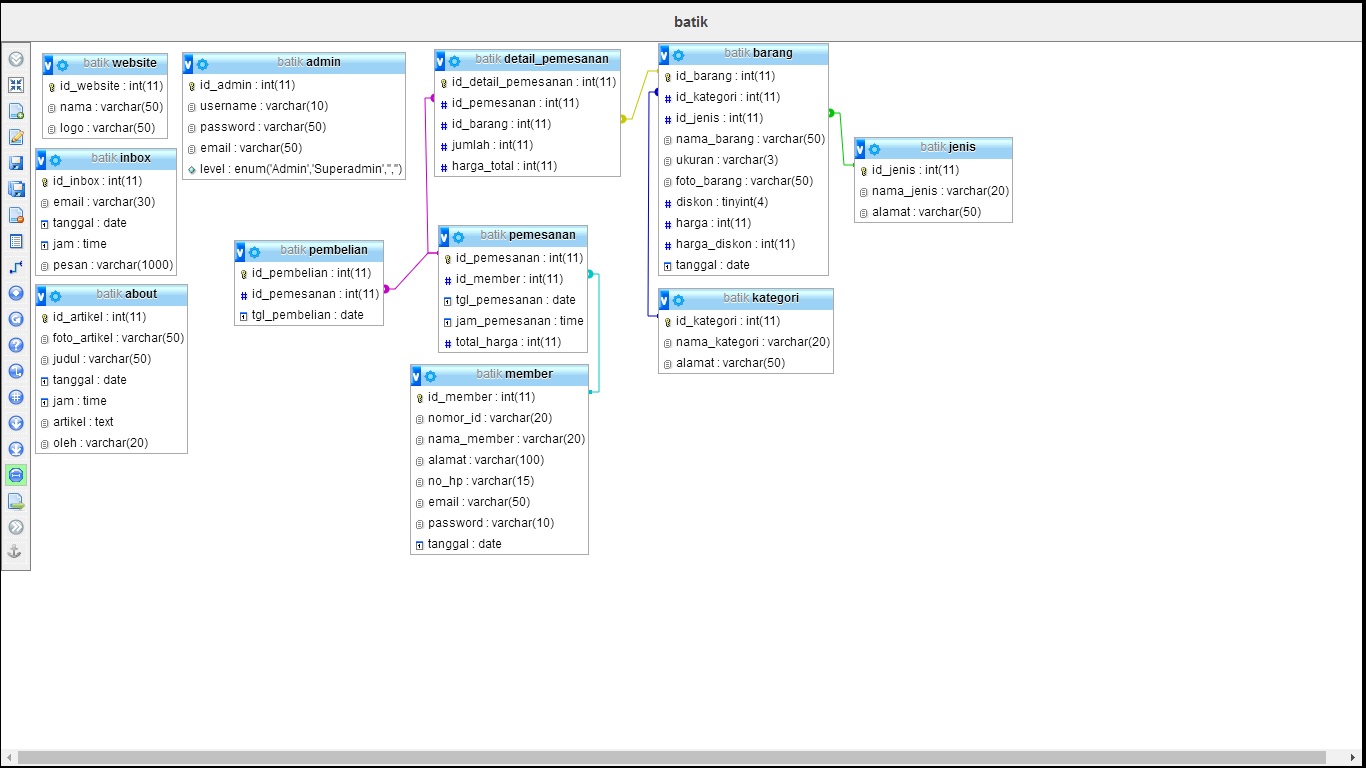 batik
batik website
id_website : int(11)
nama : varchar(50)
logo : varchar(50)
batik inbox
id_inbox : int(11)
email : varchar(30)
tanggal : date
jam : time
pesan : varchar(1000)
batik about
id_artikel : int(11)
foto_artikel : varchar(50)
judul : varchar(50)
tanggal : date
jam : time
artikel : text
oleh : varchar(20)
batik admin
id_admin : int(11)
username : varchar(10)
password : varchar(50)
email : varchar(50)
level : enum('Admin','Superadmin','','')
batik pembelian
id_pembelian : int(11)
id_pemesanan : int(11)
tgl_pembelian : date
batik detail_pemesanan
id_detail_pemesanan : int(11)
id_pemesanan : int(11)
id_barang : int(11)
jumlah : int(11)
harga_total : int(11)
batik pemesanan
id_pemesanan : int(11)
id_member : int(11)
tgl_pemesanan : date
jam_pemesanan : time
total_harga : int(11)
batik member
id_member : int(11)
nomor_id : varchar(20)
nama_member : varchar(20)
alamat : varchar(100)
no_hp : varchar(15)
email : varchar(50)
password : varchar(10)
tanggal : date
batik barang
id_barang : int(11)
id_kategori : int(11)
id_jenis : int(11)
nama_barang : varchar(50)
ukuran : varchar(3)
foto_barang : varchar(50)
diskon : tinyint(4)
harga : int(11)
harga_diskon : int(11)
tanggal : date
batik kategori
id_kategori : int(11)
nama_kategori : varchar(20)
alamat : varchar(50)
batik jenis
id_jenis : int(11)
nama_jenis : varchar(20)
alamat : varchar(50)